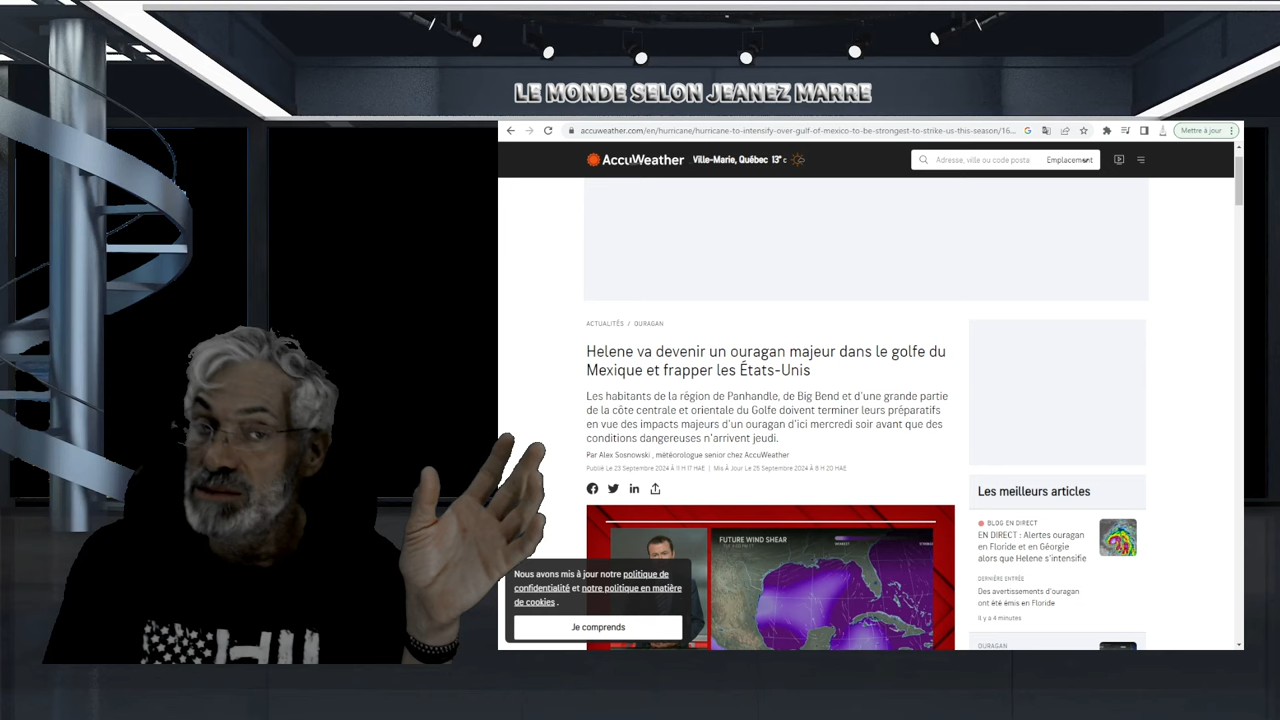 LE MONDE SELON JEANEZ MARRE
accuweather.com/en/hurricane/hurricane-to-intensify-over-gulf-of-mexico-to-be-strongest-to-strike-us-this-season/16...
Mettre à jour
AccuWeather Ville-Marie, Québec 13° C
Adresse, ville ou code posta
Emplacement
ACTUALITÉS / OURAGAN
Helene va devenir un ouragan majeur dans le golfe du
Mexique et frapper les États-Unis
Les habitants de la région de Panhandle, de Big Bend et d'une grande partie
de la côte centrale et orientale du Golfe doivent terminer leurs préparatifs
en vue des impacts majeurs d'un ouragan d'ici mercredi soir avant que des
conditions dangereuses n'arrivent jeudi.
Par Alex Sosnowski , météorologue senior chez AccuWeather
Publié Le 23 Septembre 2024 À 11 H 17 HAE | Mis À Jour Le 25 Septembre 2024 À 8 H 20 HAE
FUTURE WIND SHEAR
Nous avons mis à jour notre politique de
confidentialité et notre politique en matière
de cookies .
Je comprends
Les meilleurs articles
BLOG EN DIRECT
EN DIRECT : Alertes ouragan
en Floride et en Géorgie
alors que Helene s'intensifie
DERNIÈRE ENTRÉE
Des avertissements d'ouragan
ont été émis en Floride
Il y a 4 minutes
OURAGAN